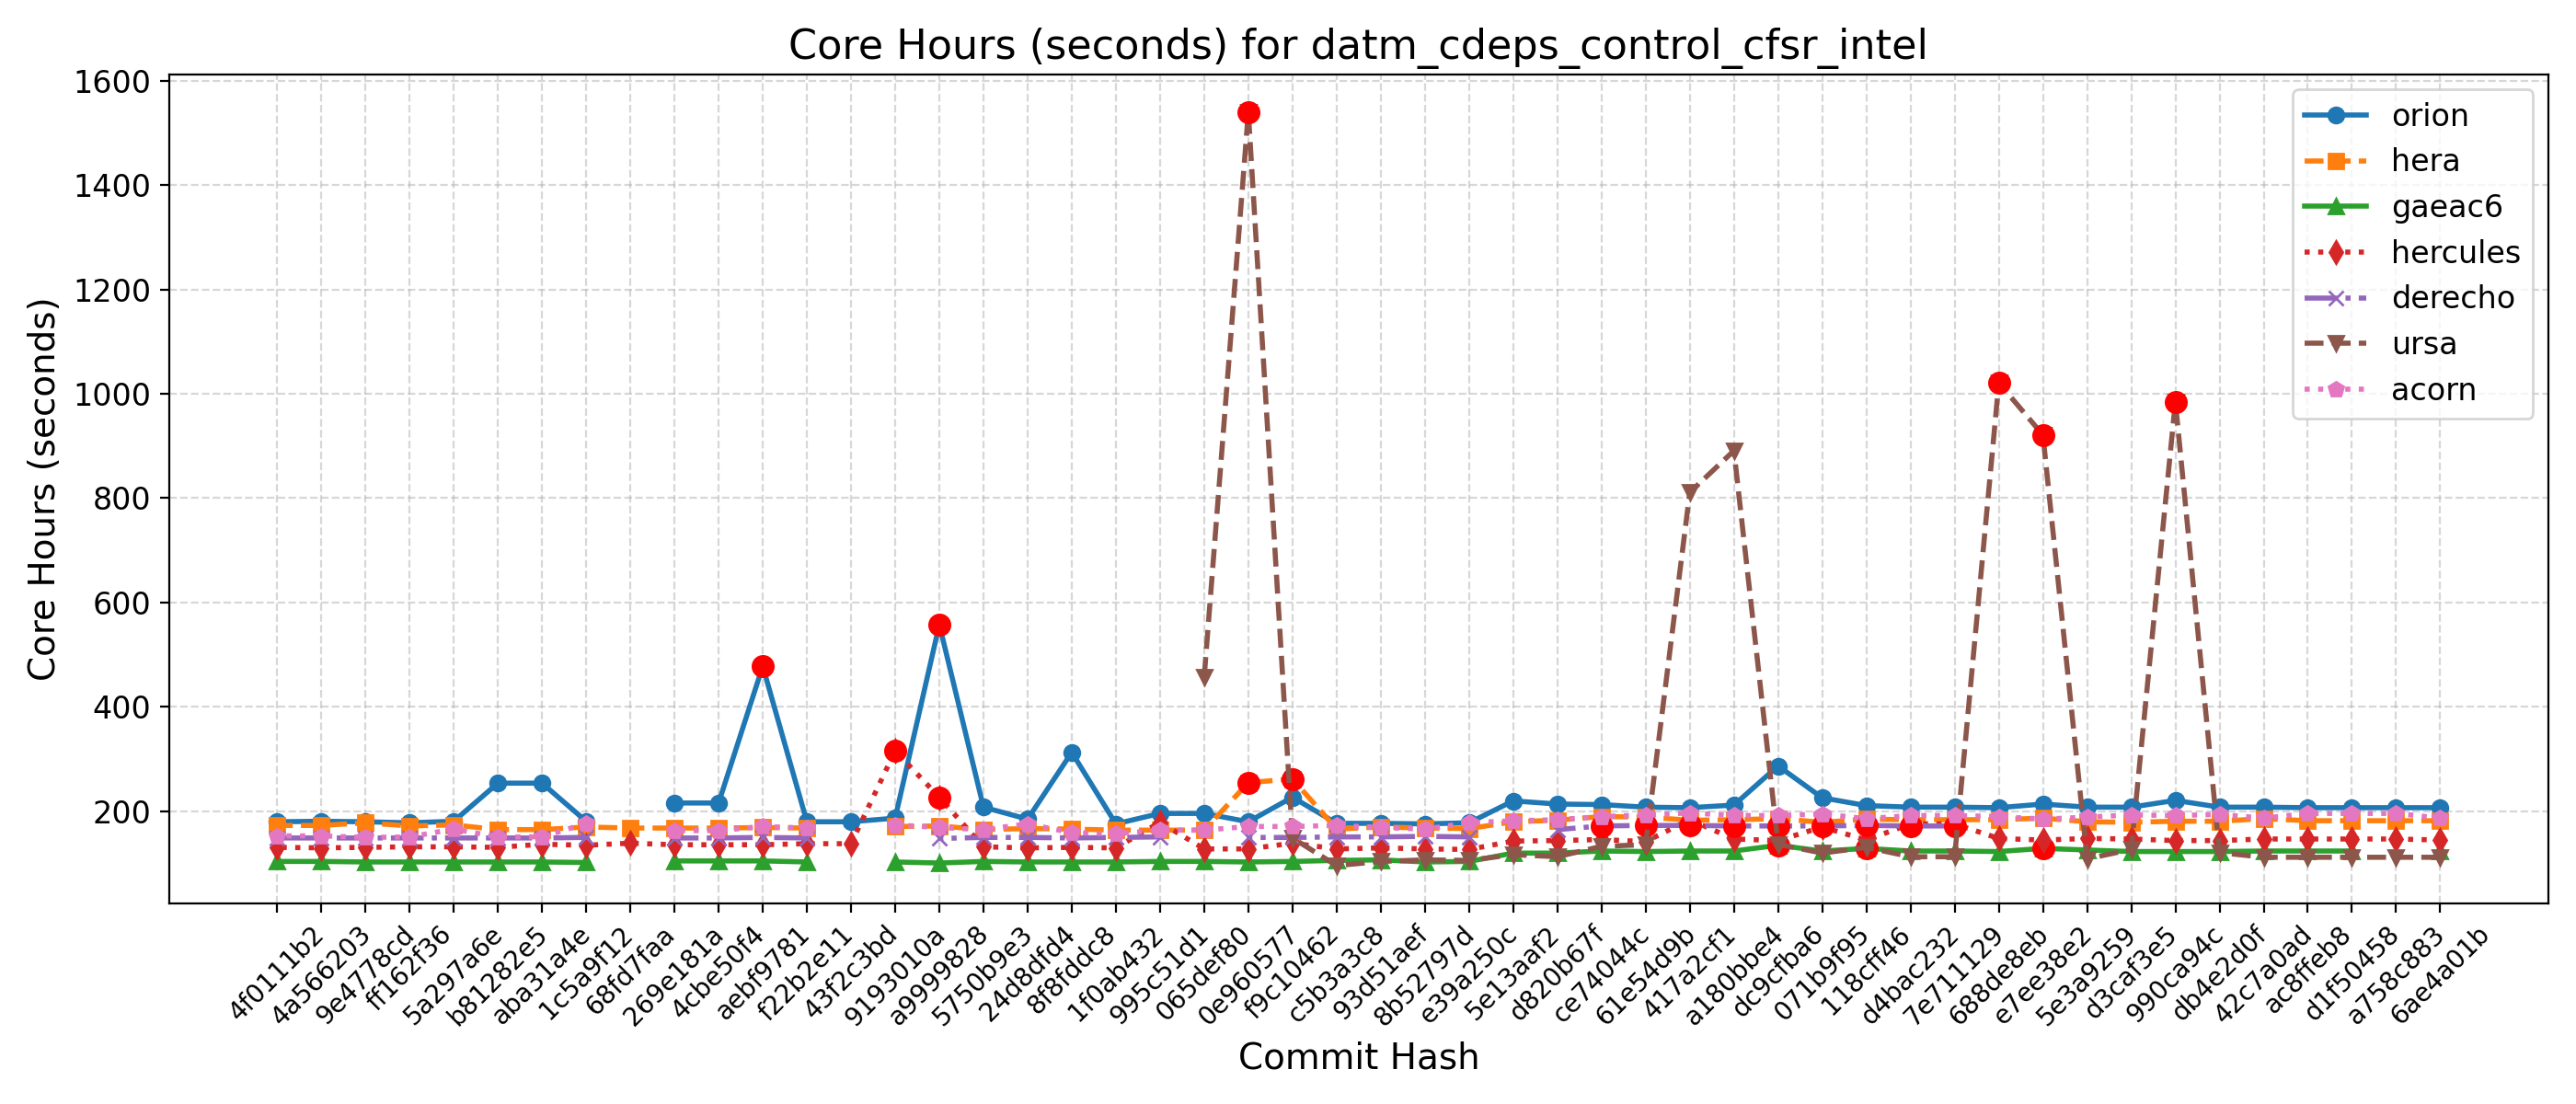 Core Hours (seconds) for datm_cdeps_control_cfsr_intel
Core Hours (seconds)
1600
1400
1200
1000
800
600
400
200
orion
hera
gaeac6
hercules
derecho
ursa
acorn
4f0111b2
4a566203
9e4778cd
ff162f36
5a297a6e
b81282e5
aba31a4e
1c5a9f12
68fd7faa
269e181a
4cbe50f4
aebf9781
f22b2e11
43f2c3bd
9193010a
a9999828
5750b9e3
24d8dfd4
8f8fddc8
1f0ab432
995c51d1
065def80
0e960577
f9c10462
c5b3a3c8
93d51aef
8b52797d
e39a250c
5e13aaf2
d820b67f
ce74044c
61e54d9b
417a2cf1
a180bbe4
dc9cfba6
071b9f95
118cff46
d4bac232
7e711129
688de8eb
e7ee38e2
5e3a9259
d3caf3e5
990ca94c
db4e2d0f
42c7a0ad
ac8ffeb8
d1f50458
a758c883
6ae4a01b
Commit Hash